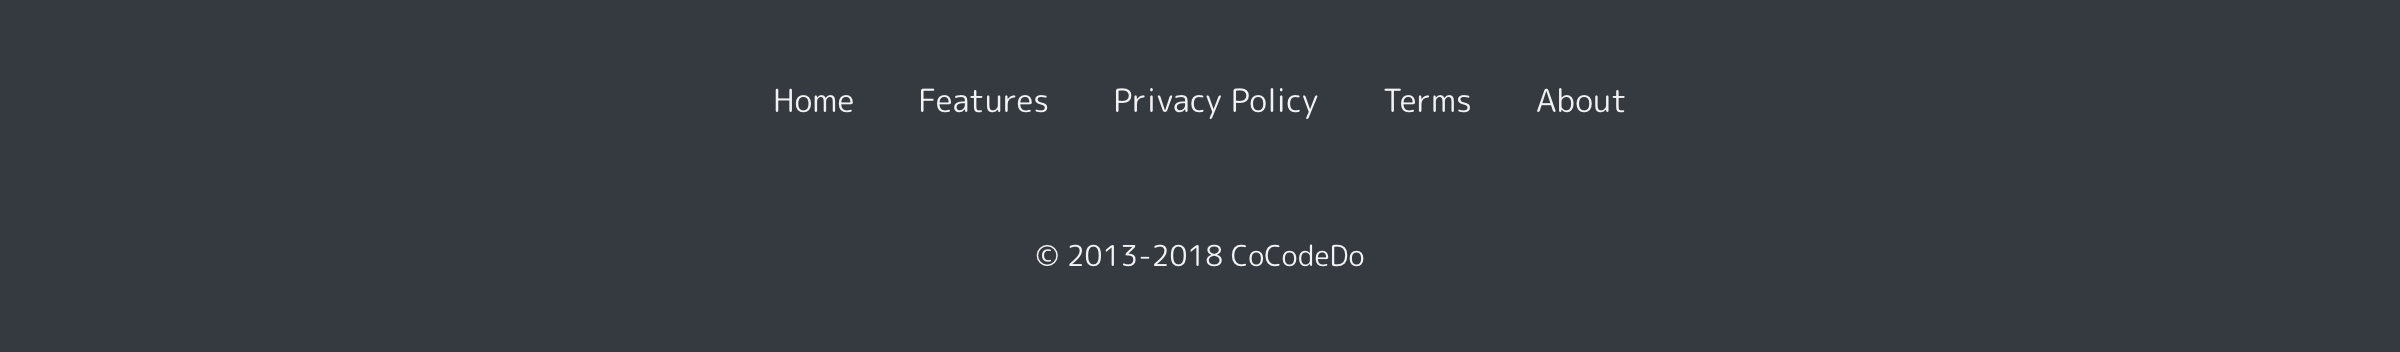 Home Features Privacy Policy Terms About
© 2013-2018 CoCodeDo